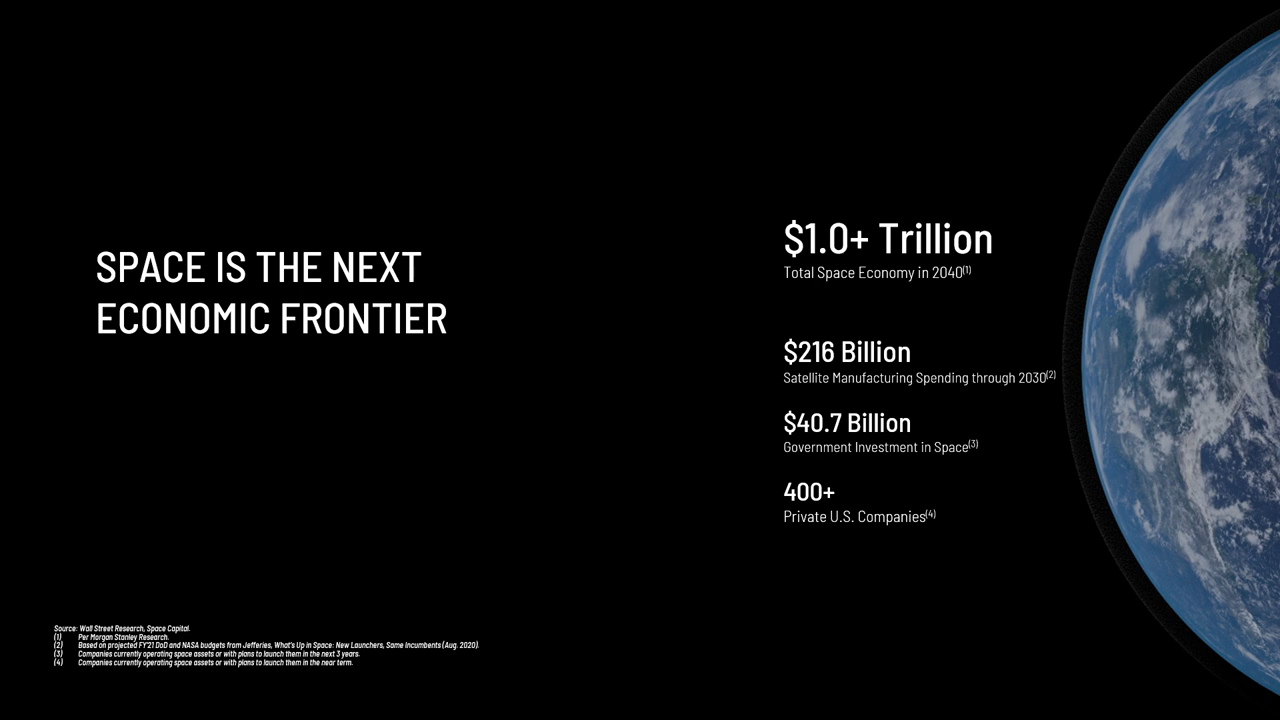 SPACE IS THE NEXT
ECONOMIC FRONTIER
$1.0+ Trillion
Total Space Economy in 2040(1)
$216 Billion
Satellite Manufacturing Spending through 2030(2)
$40.7 Billion
Government Investment in Space(3)
400+
Private U.S. Companies(4)
Source: Wall Street Research, Space Capital.
(1) Per Morgan Stanley Research.
(2) Based on projected FY'21 DoD and NASA budgets from Jefferies, What's Up in Space: New Launchers, Same Incumbents (Aug. 2020).
(3) Companies currently operating space assets or with plans to launch them in the next 3 years.
(4) Companies currently operating space assets or with plans to launch them in the near term.